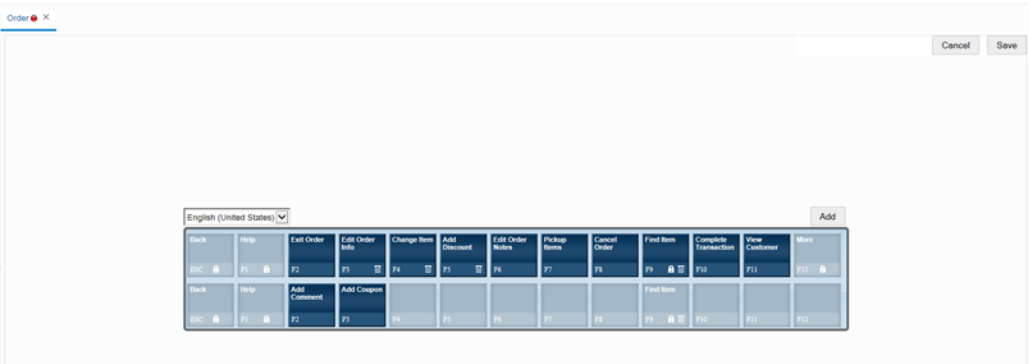 Order
Cancel Save
English (United States) Add
Back Help Exit Order Edit Order Info Change Item Add Discount Edit Order Notes Pickup Items Cancel Order Find Item Complete Transaction View Customer More
ESC F1 F2 F3 F4 F5 F6 F7 F8 F9 F10 F11 F12
Back Help Add Comment Add Coupon Find Item
ESC F1 F2 F3 F4 F5 F6 F7 F8 F9 F10 F11 F12